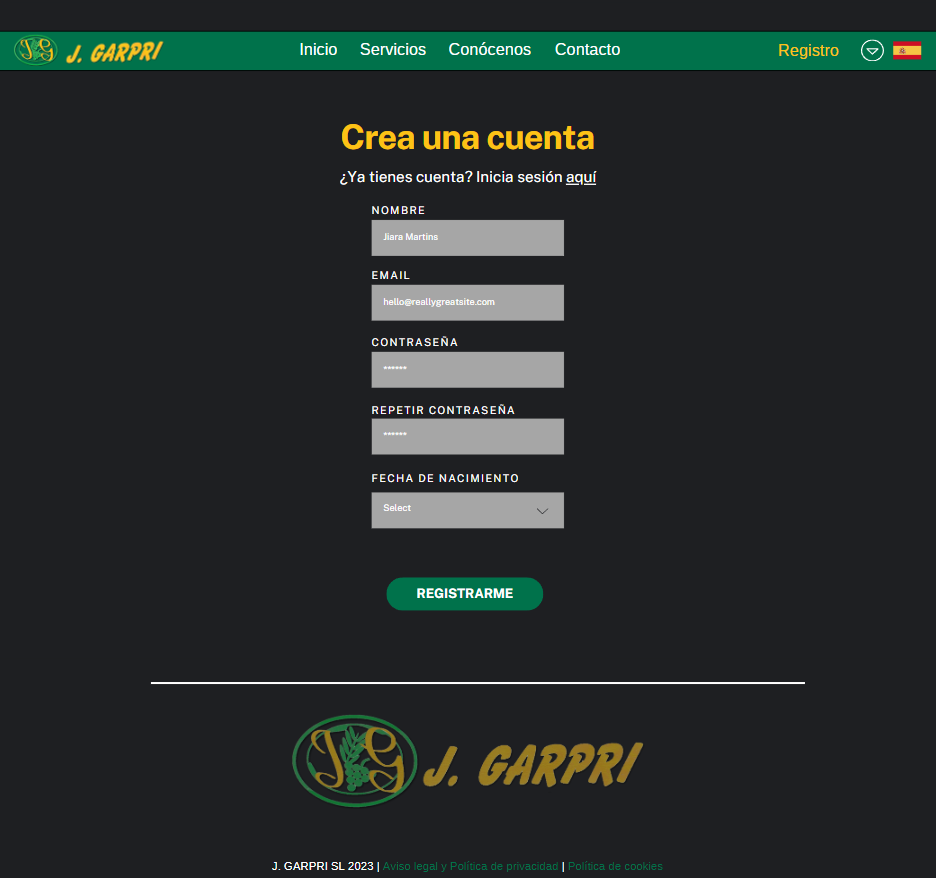 JG J. GARPRI Inicio Servicios Conócenos Contacto Registro
Crea una cuenta
¿Ya tienes cuenta? Inicia sesión aquí
NOMBRE
Jiara Martins
EMAIL
hello@reallygreatsite.com
CONTRASEÑA
******
REPETIR CONTRASEÑA
******
FECHA DE NACIMIENTO
Select
REGISTRARME
JG J. GARPRI
J. GARPRI SL 2023 | Aviso legal y Política de privacidad | Política de cookies